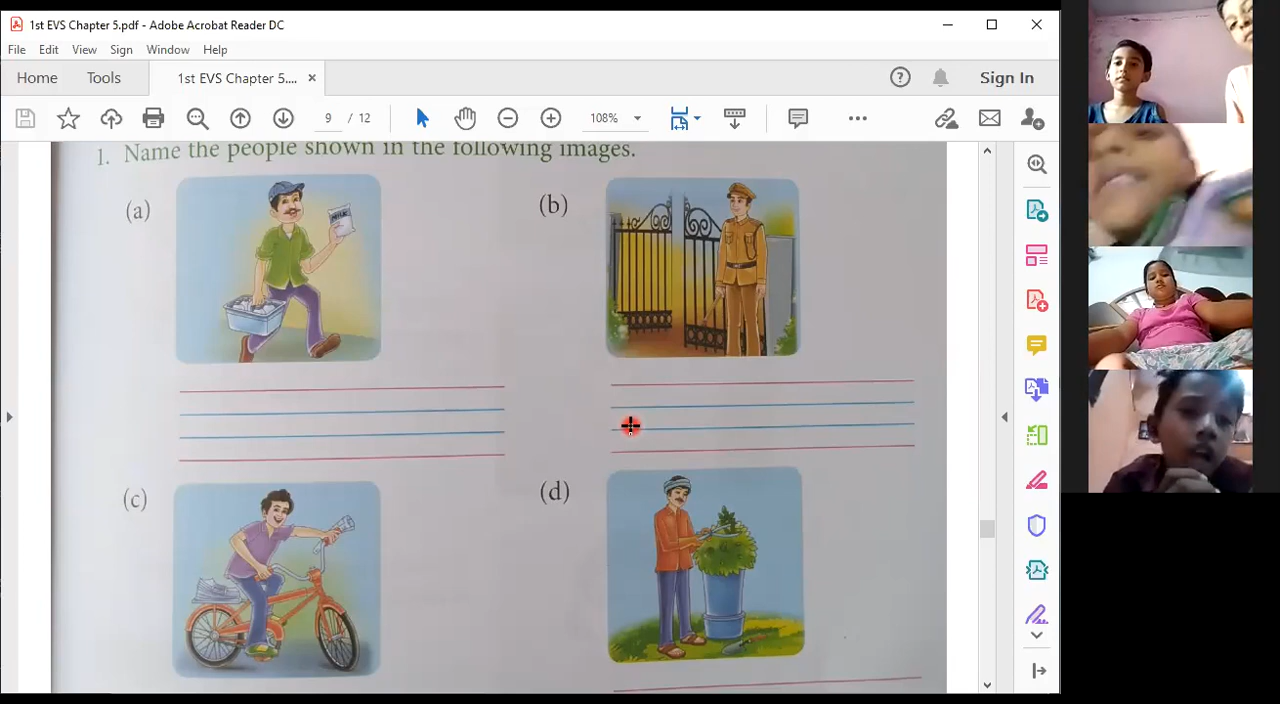 1st EVS Chapter 5.pdf - Adobe Acrobat Reader DC
File Edit View Sign Window Help
Home Tools 1st EVS Chapter 5.... × Sign In
9 / 12 108%
1. Name the people shown in the following images.
(a) (b)
MILK
(c) (d)